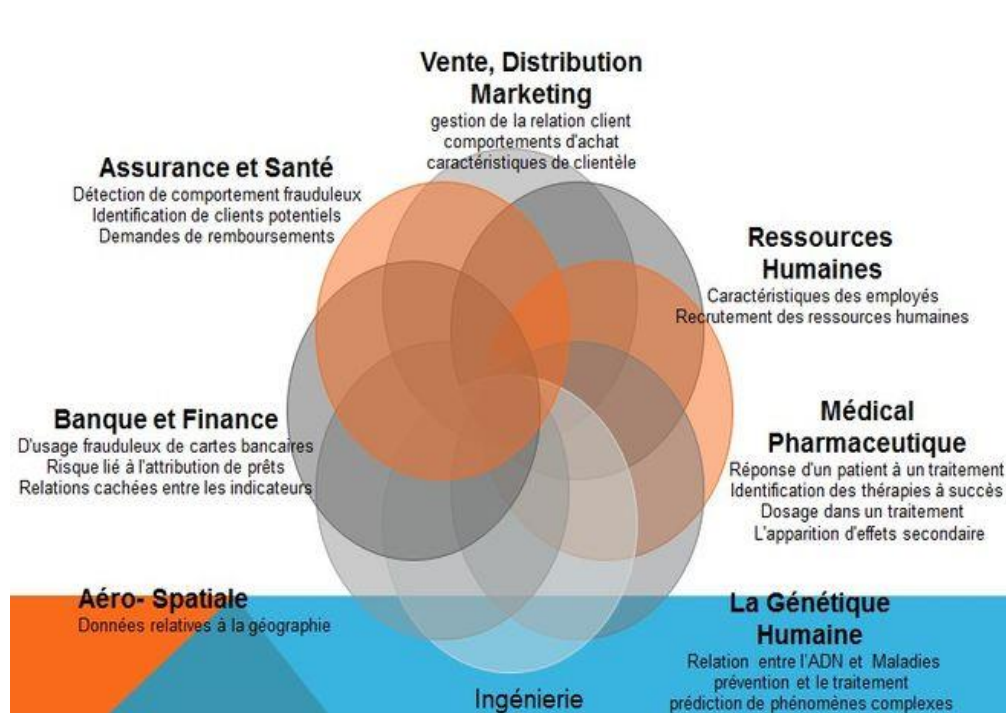 Vente, Distribution
Marketing
gestion de la relation client
comportements d'achat
caractéristiques de clientèle
Assurance et Santé
Détection de comportement frauduleux
Identification de clients potentiels
Demandes de remboursements
Ressources
Humaines
Caractéristiques des employés
Recrutement des ressources humaines
Banque et Finance
D'usage frauduleux de cartes bancaires
Risque lié à l'attribution de prêts
Relations cachées entre les indicateurs
Médical
Pharmaceutique
Réponse d'un patient à un traitement
Identification des thérapies à succès
Dosage dans un traitement
L'apparition d'effets secondaire
Aéro- Spatiale
Données relatives à la géographie
La Génétique
Humaine
Relation entre l'ADN et Maladies
prévention et le traitement
prédiction de phénomènes complexes
Ingénierie